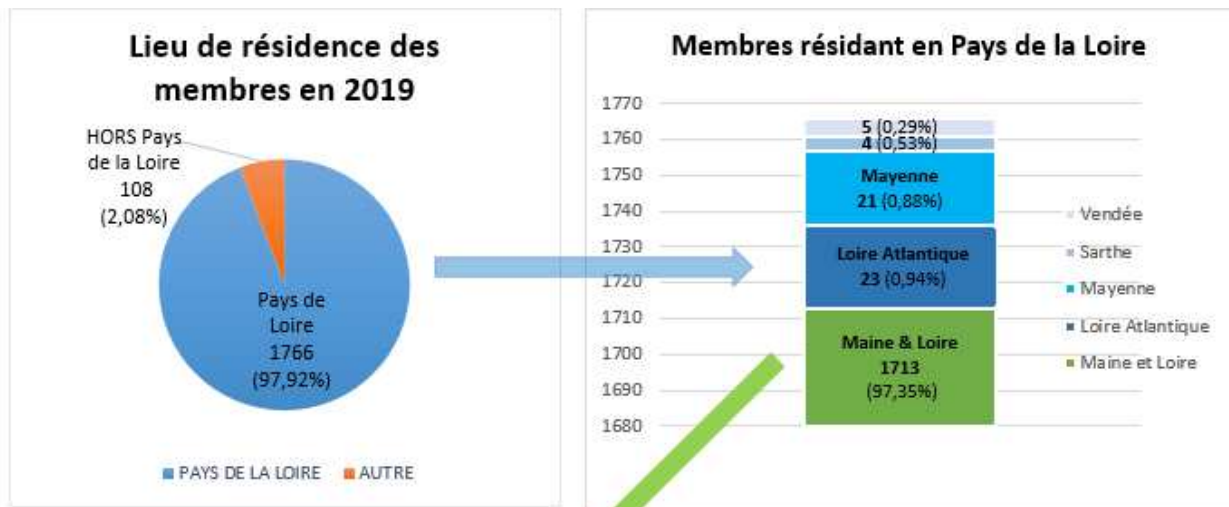 Lieu de résidence des
membres en 2019
HORS Pays
de la Loire
108
(2,08%)
Pays de
Loire
1766
(97,92%)
PAYS DE LA LOIRE
AUTRE
Membres résidant en Pays de la Loire
1770
1760
1750
1740
1730
1720
1710
1700
1690
1680
5 (0,29%)
4 (0,53%)
Mayenne
21 (0,88%)
Loire Atlantique
23 (0,94%)
Maine & Loire
1713
(97,35%)
Vendée
Sarthe
Mayenne
Loire Atlantique
Maine et Loire